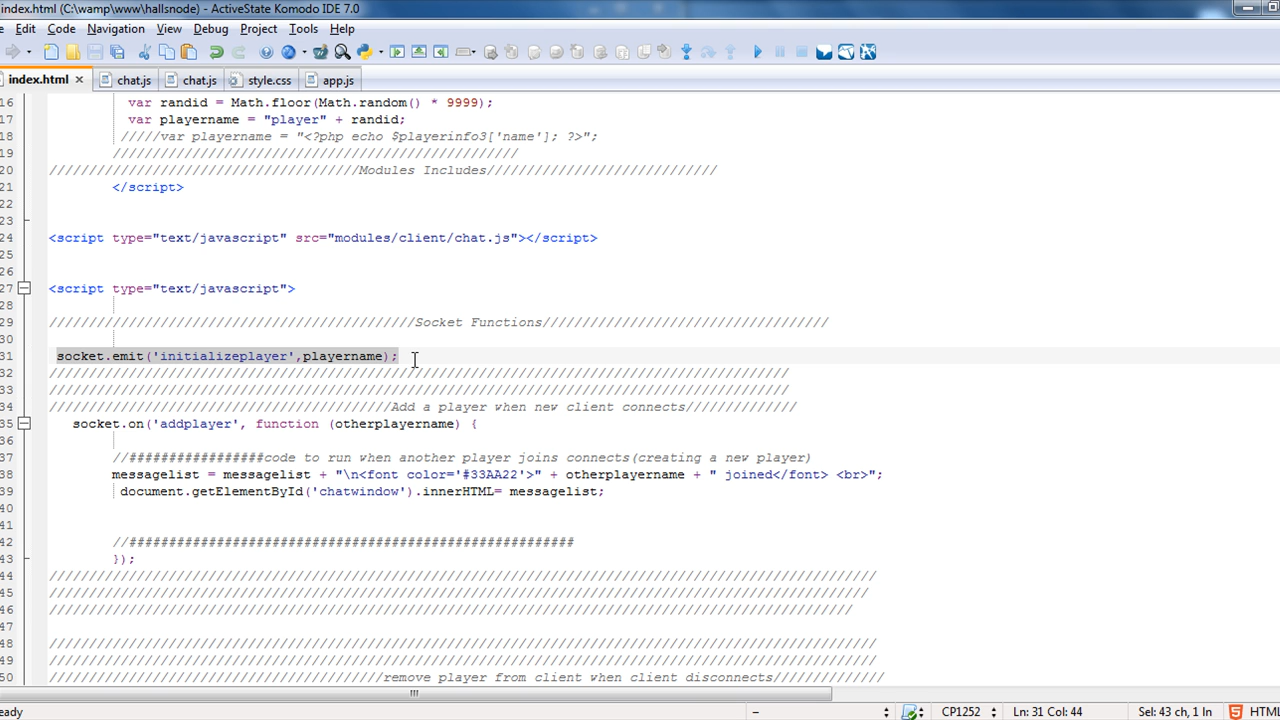 index.html (C:\wamp\www\hallsnode) - ActiveState Komodo IDE 7.0
Edit Code Navigation View Debug Project Tools Help
index.html × chat.js chat.js style.css app.js
16 var randid = Math.floor(Math.random() * 9999);
17 var playername = "player" + randid;
18 /////var playername = "<?php echo $playerinfo3['name']; ?>";
19 ///////////////////////////////////////////////////
20 ///////////////////////////////////////Modules Includes/////////////////////////////
21 </script>
22
23
24 <script type="text/javascript" src="modules/client/chat.js"></script>
25
26
27 <script type="text/javascript">
28
29 //////////////////////////////////////////////Socket Functions////////////////////////////////////
30
31 socket.emit('initializeplayer',playername);
32 /////////////////////////////////////////////////////////////////////////////////////////////
33 /////////////////////////////////////////////////////////////////////////////////////////////
34 ///////////////////////////////////////////Add a player when new client connects//////////////
35 socket.on('addplayer', function (otherplayername) {
36
37 //#################code to run when another player joins connects(creating a new player)
38 messagelist = messagelist + "\n<font color='#33AA22'>" + otherplayername + " joined</font> <br>";
39 document.getElementById('chatwindow').innerHTML= messagelist;
40
41
42 //########################################################
43 });
44 ////////////////////////////////////////////////////////////////////////////////////////////////////////
45 ///////////////////////////////////////////////////////////////////////////////////////////////////////
46 /////////////////////////////////////////////////////////////////////////////////////////////////////
47
48 ////////////////////////////////////////////////////////////////////////////////////////////////////////
49 ////////////////////////////////////////////////////////////////////////////////////////////////////////
50 //////////////////////////////////////////remove player from client when client disconnects//////////////
eady CP1252 Ln: 31 Col: 44 Sel: 43 ch, 1 ln HTML